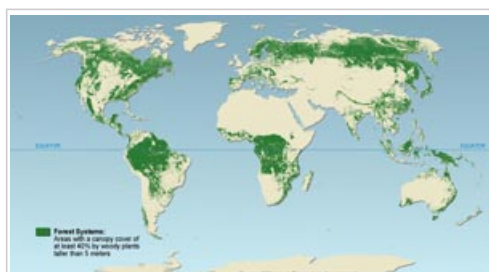 EQUATOR EQUATOR
Forest Systems:
Areas with a canopy cover of
at least 40% by woody plants
taller than 5 meters